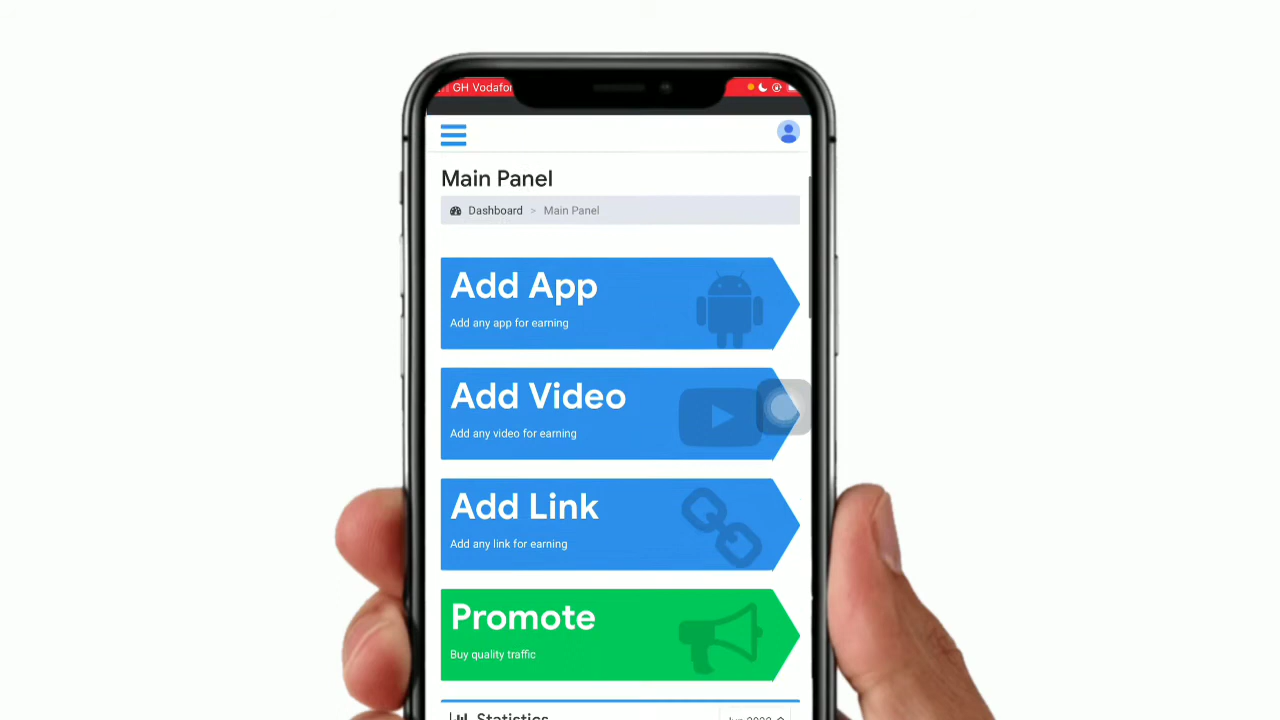 GH Vodafor
Main Panel
Dashboard > Main Panel
Add App
Add any app for earning
Add Video
Add any video for earning
Add Link
Add any link for earning
Promote
Buy quality traffic
Statistics